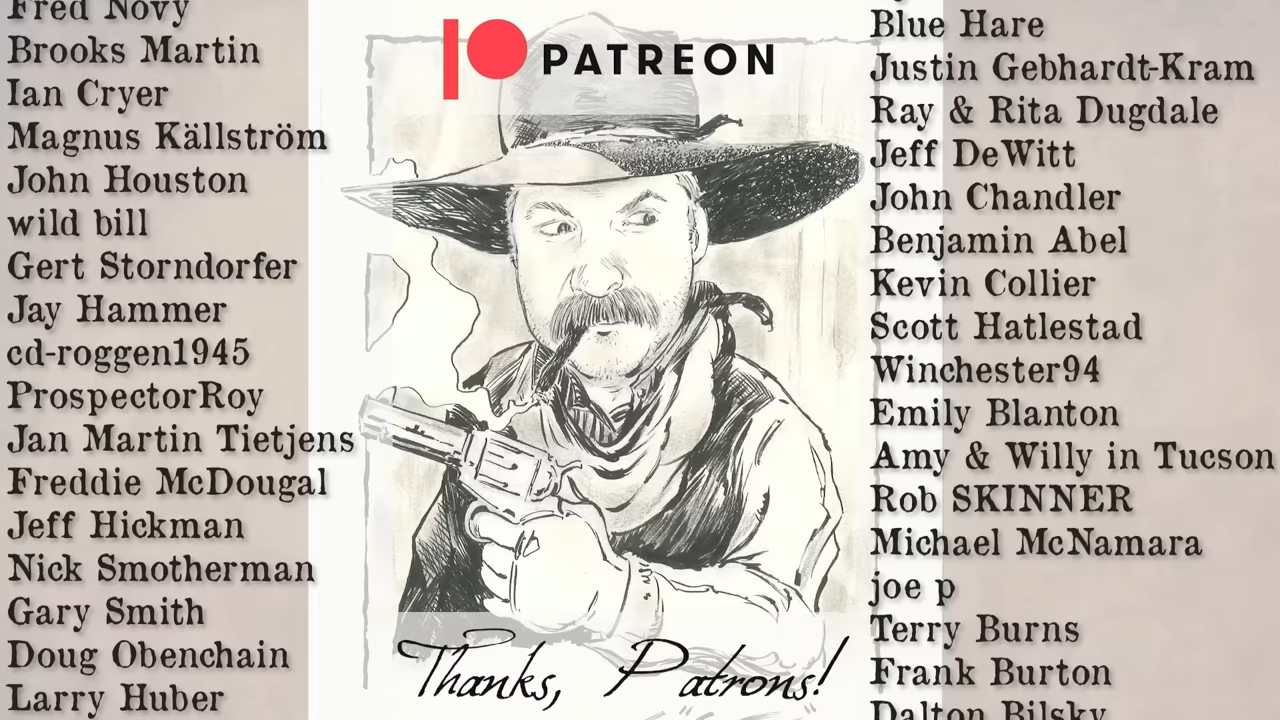 Fred Novy
Brooks Martin
Ian Cryer
Magnus Källström
John Houston
wild bill
Gert Storndorfer
Jay Hammer
cd-roggen1945
ProspectorRoy
Jan Martin Tietjens
Freddie McDougal
Jeff Hickman
Nick Smotherman
Gary Smith
Doug Obenchain
Larry Huber
PATREON
Thanks, Patrons!
Blue Hare
Justin Gebhardt-Kram
Ray & Rita Dugdale
Jeff DeWitt
John Chandler
Benjamin Abel
Kevin Collier
Scott Hatlestad
Winchester94
Emily Blanton
Amy & Willy in Tucson
Rob SKINNER
Michael McNamara
joe p
Terry Burns
Frank Burton
Dalton Bilsky